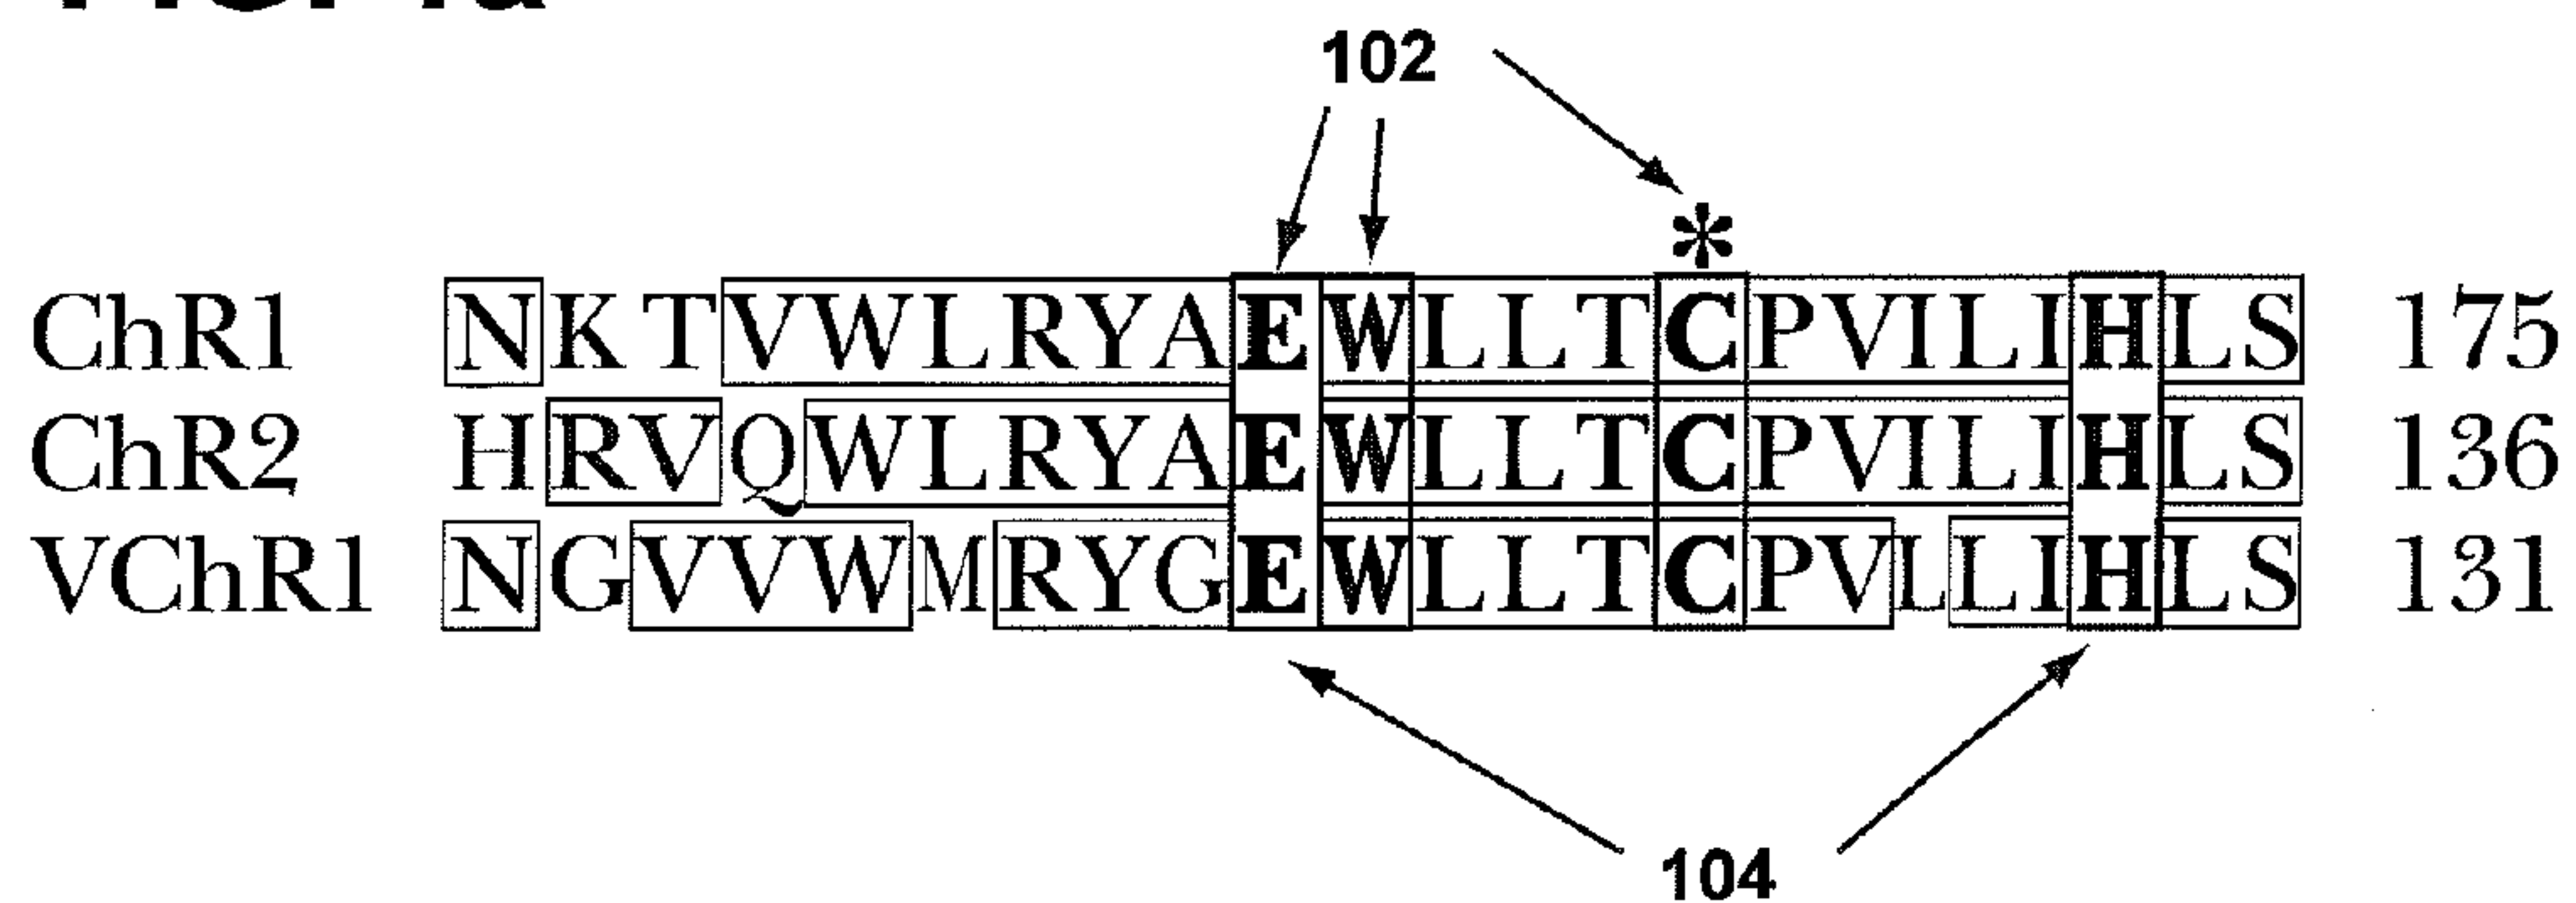 102
*
ChR1 NKTVWLRYAEWLLTCPVILIHLS 175
ChR2 HRVQWLRYAEWLLTCPVILIHLS 136
VChR1 NGVVWMRYGEWLLTCPVLLIHLS 131
104